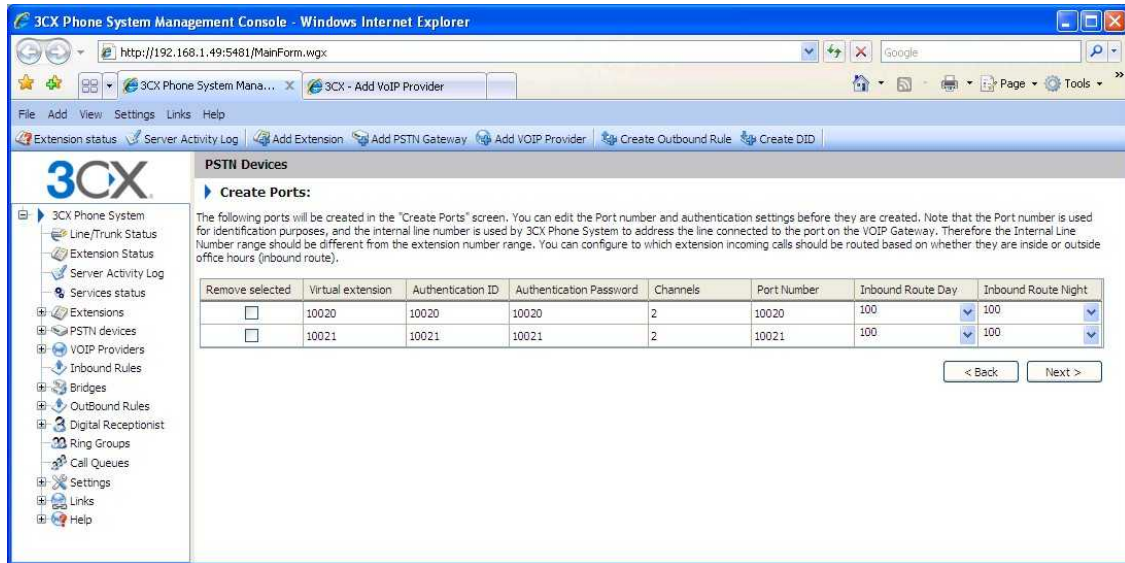 3CX Phone System Management Console - Windows Internet Explorer
http://192.168.1.49:5481/MainForm.wgx
Google
3CX Phone System Mana... X
3CX - Add VoIP Provider
Page
Tools
»
File Add View Settings Links Help
Extension status Server Activity Log Add Extension Add PSTN Gateway Add VOIP Provider Create Outbound Rule Create DID
3CX
3CX Phone System
Line/Trunk Status
Extension Status
Server Activity Log
Services status
Extensions
PSTN devices
VOIP Providers
Inbound Rules
Bridges
OutBound Rules
Digital Receptionist
Ring Groups
Call Queues
Settings
Links
Help
PSTN Devices
Create Ports:
The following ports will be created in the "Create Ports" screen. You can edit the Port number and authentication settings before they are created. Note that the Port number is used
for identification purposes, and the internal line number is used by 3CX Phone System to address the line connected to the port on the VOIP Gateway. Therefore the Internal Line
Number range should be different from the extension number range. You can configure to which extension incoming calls should be routed based on whether they are inside or outside
office hours (inbound route).
Remove selected Virtual extension Authentication ID Authentication Password Channels Port Number Inbound Route Day Inbound Route Night
10020 10020 10020 2 10020 100 100
10021 10021 10021 2 10021 100 100
< Back Next >